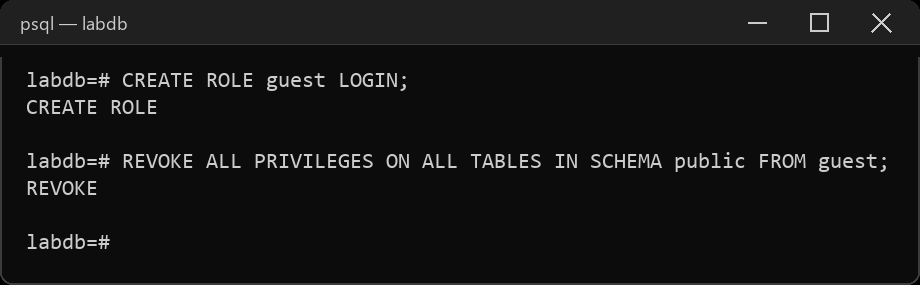 psql — labdb
labdb=# CREATE ROLE guest LOGIN;
CREATE ROLE
labdb=# REVOKE ALL PRIVILEGES ON ALL TABLES IN SCHEMA public FROM guest;
REVOKE
labdb=#